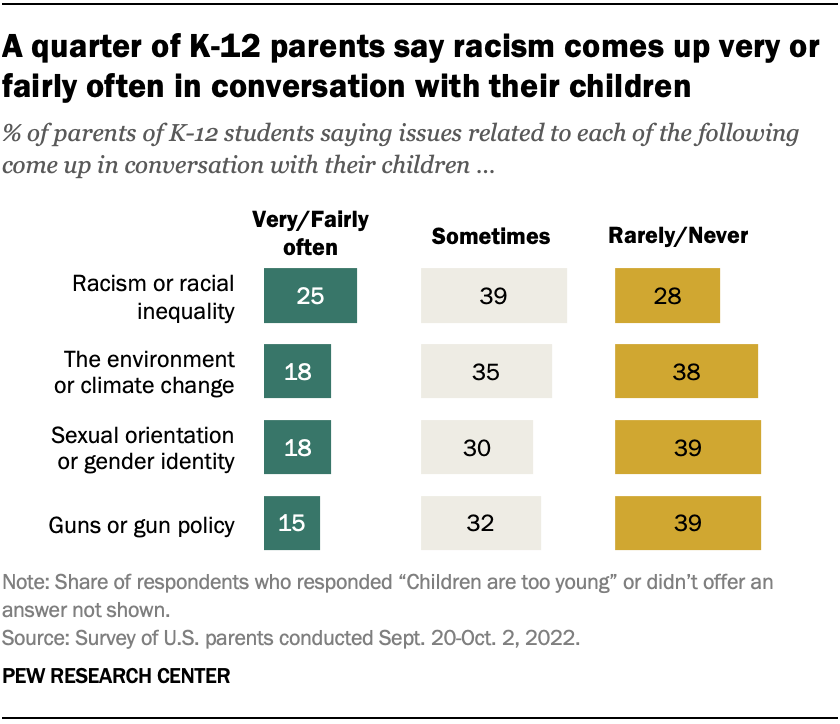 A quarter of K-12 parents say racism comes up very or
fairly often in conversation with their children
% of parents of K-12 students saying issues related to each of the following
come up in conversation with their children ...
Very/Fairly
often
Sometimes
Rarely/Never
Racism or racial
inequality
25
39
28
The environment
or climate change
18
35
38
Sexual orientation
or gender identity
18
30
39
Guns or gun policy
15
32
39
Note: Share of respondents who responded “Children are too young” or didn’t offer an
answer not shown.
Source: Survey of U.S. parents conducted Sept. 20-Oct. 2, 2022.
PEW RESEARCH CENTER